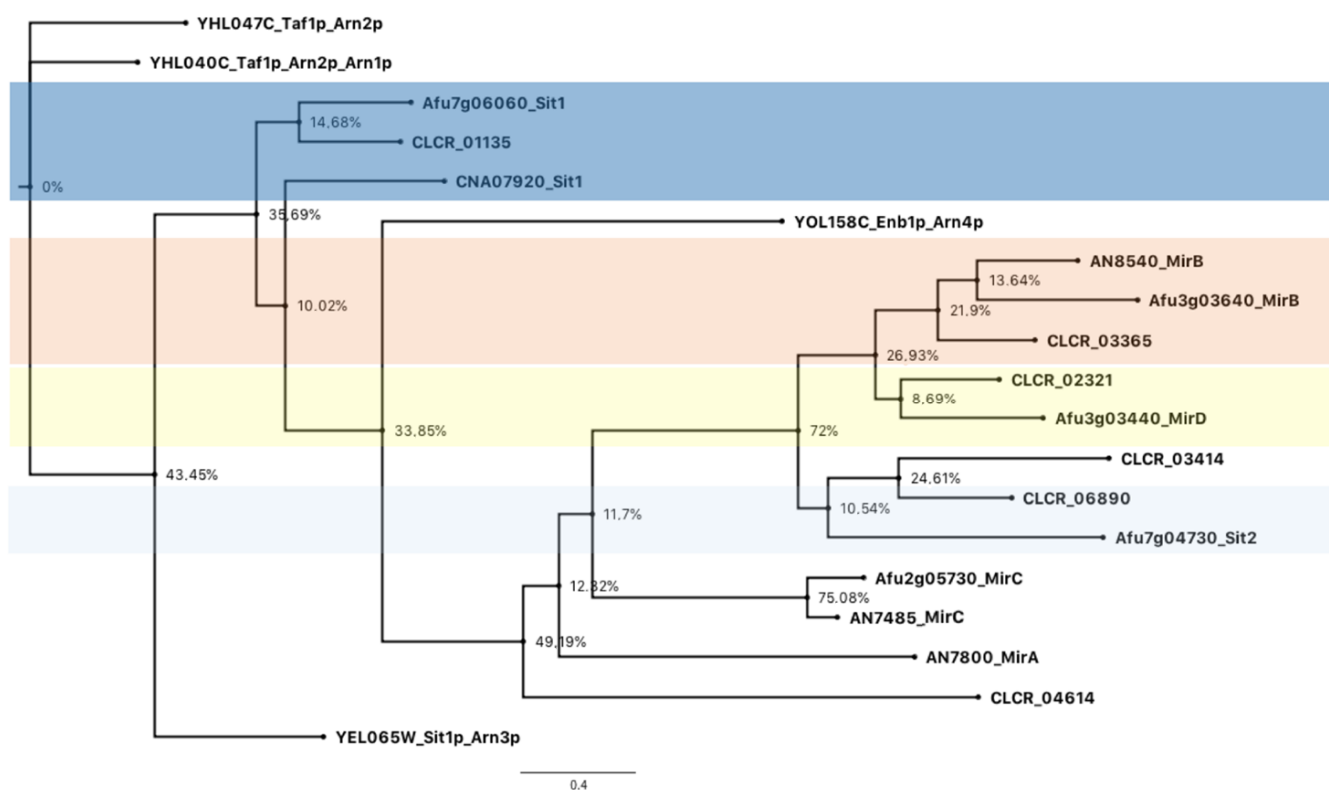 YHL047C_Taf1p_Arn2p
YHL040C_Taf1p_Arn2p_Arn1p
Afu7g06060_Sit1
14,68%
CLCR_01135
CNA07920_Sit1
0%
35,69%
YOL158C_Enb1p_Arn4p
AN8540_MirB
13.64%
Afu3g03640_MirB
10.02%
21,9%
CLCR_03365
26,93%
CLCR_02321
8,69%
Afu3g03440_MirD
33,85%
72%
CLCR_03414
43,45%
24,61%
CLCR_06890
10,54%
11,7%
Afu7g04730_Sit2
Afu2g05730_MirC
12.32%
75.08%
AN7485_MirC
49,19%
AN7800_MirA
CLCR_04614
YEL065W_Sit1p_Arn3p
0.4